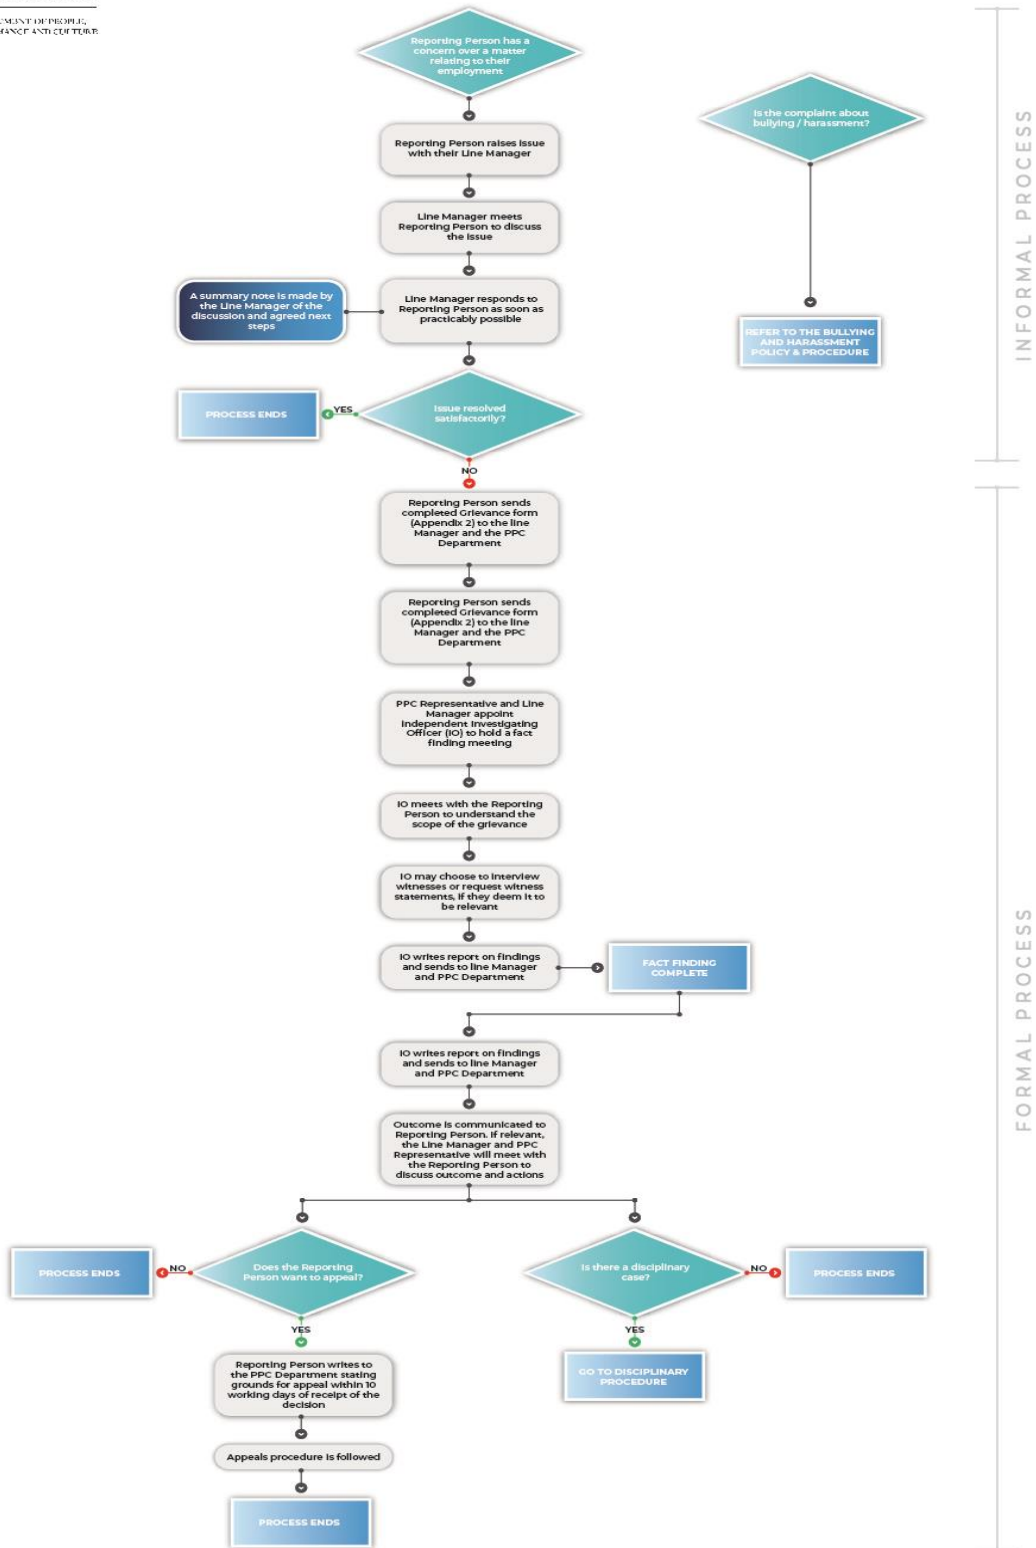 OF PEOPLE,
AND CULTURE
Reporting Person has a
concern over a matter
relating to their
employment
Is the complaint about
bullying / harassment?
Reporting Person raises issue
with their Line Manager
Line Manager meets
Reporting Person to discuss
the issue
A summary note is made by
the Line Manager of the
discussion and agreed next
steps
Line Manager responds to
Reporting Person as soon as
practicably possible
REFER TO THE BULLYING
AND HARASSMENT
POLICY & PROCEDURE
INFORMAL PROCESS
PROCESS ENDS
YES
Issue resolved
satisfactorily?
NO
Reporting Person sends
completed Grievance form
(Appendix 2) to the line
Manager and the PPC
Department
Reporting Person sends
completed Grievance form
(Appendix 2) to the line
Manager and the PPC
Department
PPC Representative and Line
Manager appoint
Independent Investigating
Officer (IO) to hold a fact
finding meeting
IO meets with the Reporting
Person to understand the
scope of the grievance
IO may choose to interview
witnesses or request witness
statements, if they deem it to
be relevant
IO writes report on findings
and sends to line Manager
and PPC Department
FACT FINDING
COMPLETE
IO writes report on findings
and sends to line Manager
and PPC Department
FORMAL PROCESS
Outcome is communicated to
Reporting Person. If relevant,
the Line Manager and PPC
Representative will meet with
the Reporting Person to
discuss outcome and actions
PROCESS ENDS
NO
Does the Reporting
Person want to appeal?
Is there a disciplinary
case?
NO
PROCESS ENDS
YES
YES
Reporting Person writes to
the PPC Department stating
grounds for appeal within 10
working days of receipt of the
decision
GO TO DISCIPLINARY
PROCEDURE
Appeals procedure is followed
PROCESS ENDS